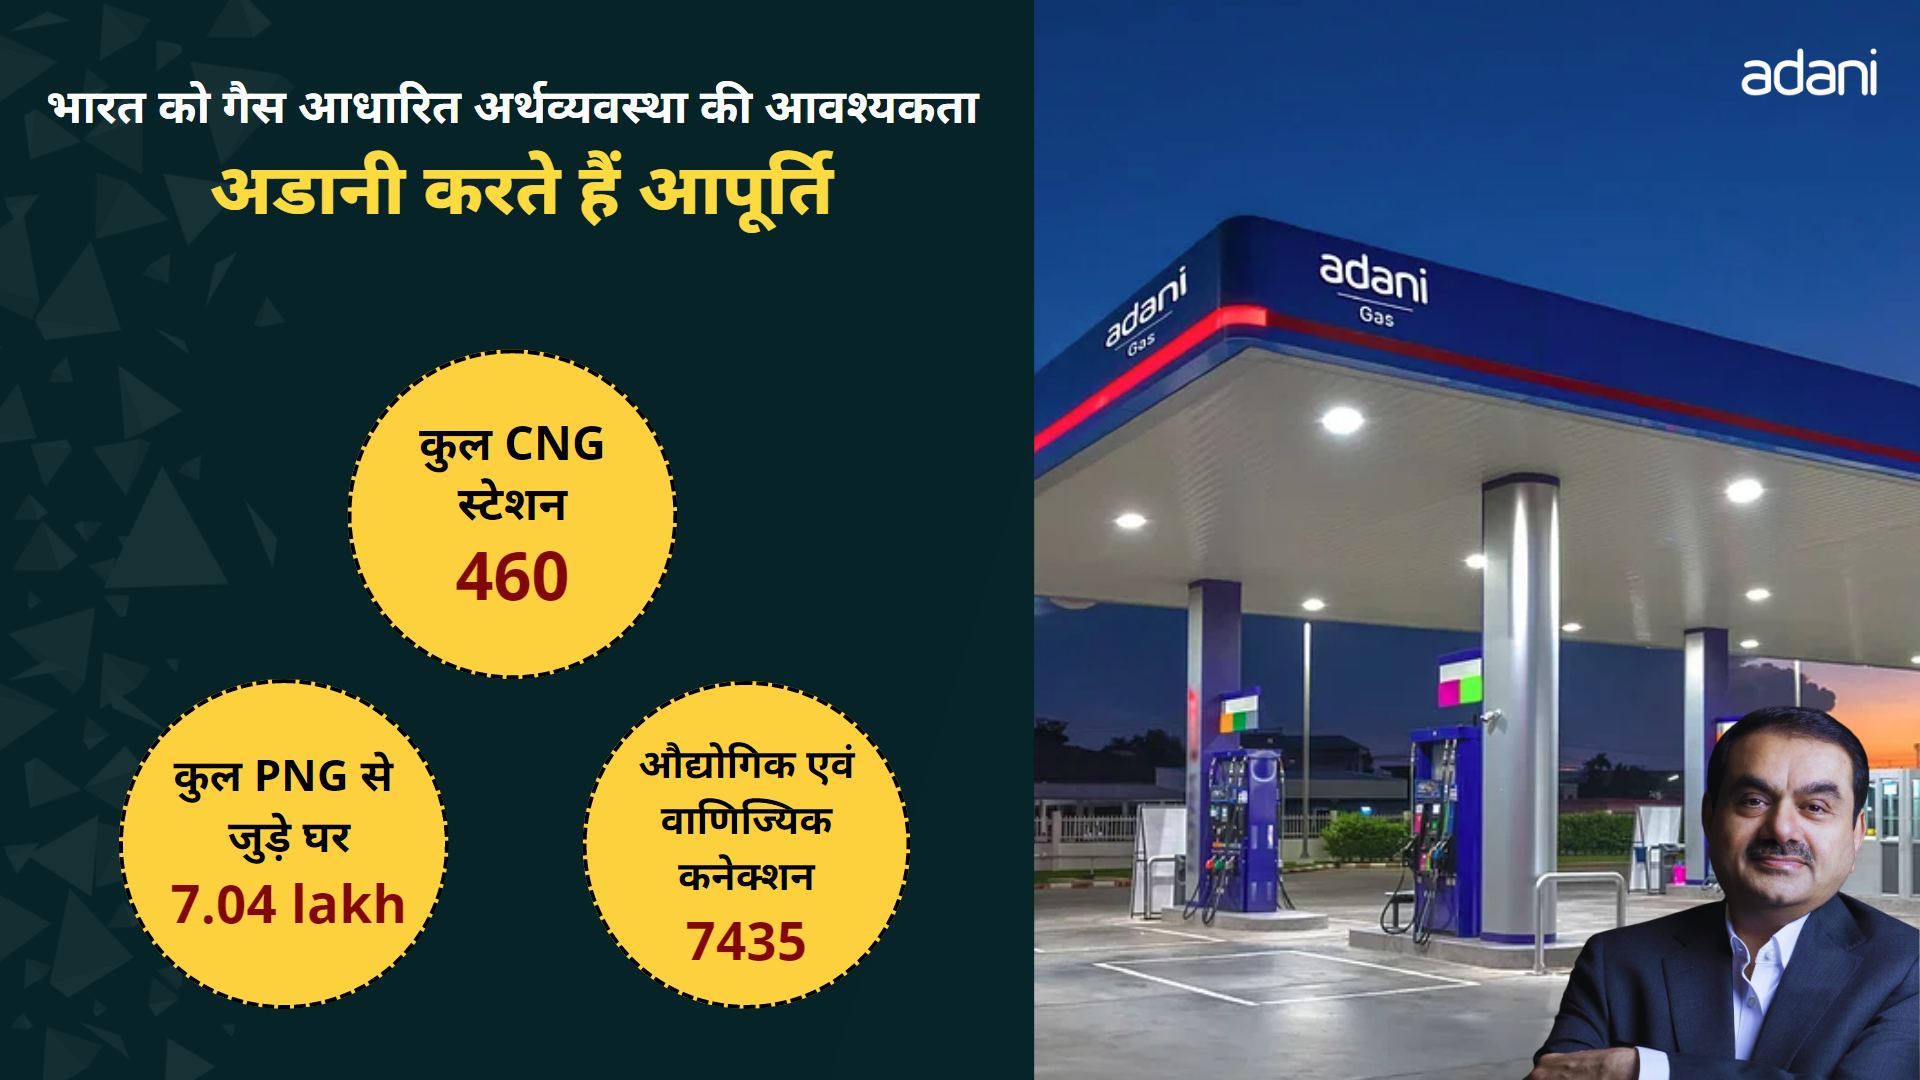 भारत को गैस आधारित अर्थव्यवस्था की आवश्यकता
अडानी करते हैं आपूर्ति
कुल CNG
स्टेशन
460
कुल PNG से
जुड़े घर
7.04 lakh
औद्योगिक एवं
वाणिज्यिक
कनेक्शन
7435
adani
adani
Gas
adani
Gas